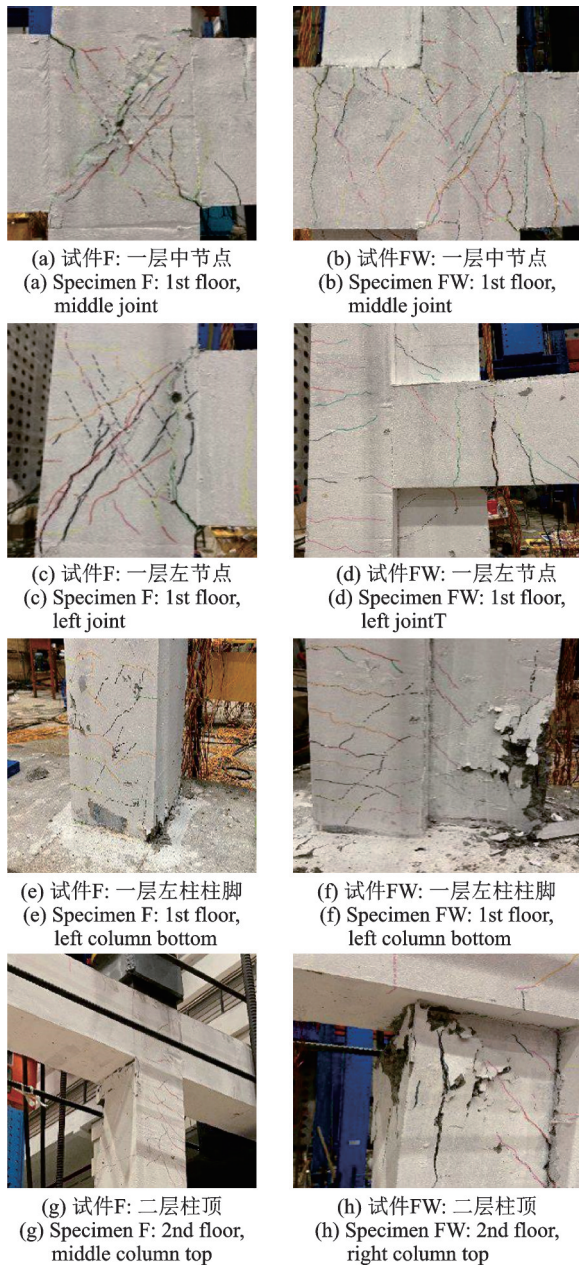 (a) 试件F: 一层中节点
(a) Specimen F: 1st floor,
middle joint
(b) 试件FW: 一层中节点
(b) Specimen FW: 1st floor,
middle joint
(c) 试件F: 一层左节点
(c) Specimen F: 1st floor,
left joint
(d) 试件FW: 一层左节点
(d) Specimen FW: 1st floor,
left jointT
(e) 试件F: 一层左柱柱脚
(e) Specimen F: 1st floor,
left column bottom
(f) 试件FW: 一层左柱柱脚
(f) Specimen FW: 1st floor,
left column bottom
(g) 试件F: 二层柱顶
(g) Specimen F: 2nd floor,
middle column top
(h) 试件FW: 二层柱顶
(h) Specimen FW: 2nd floor,
right column top